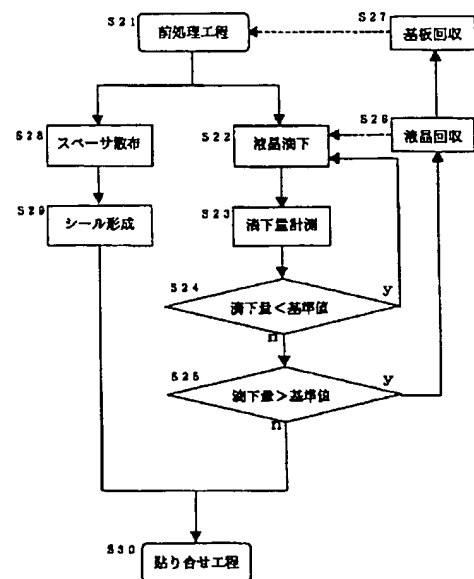 S21
前処理工程
S27
基板回収
S28
スペーサ散布
S22
液晶滴下
S26
液晶回収
S29
シール形成
S23
滴下量計測
S24
滴下量<基準値
y
n
S25
滴下量>基準値
y
n
S30
貼り合せ工程